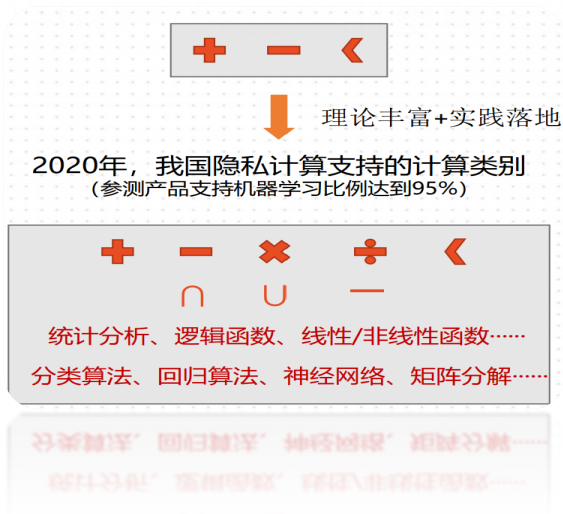 + − <
理论丰富+实践落地
2020年，我国隐私计算支持的计算类别
(参测产品支持机器学习比例达到95%)
+ − × ÷ <
∩ ∪ —
统计分析、逻辑函数、线性/非线性函数……
分类算法、回归算法、神经网络、矩阵分解……